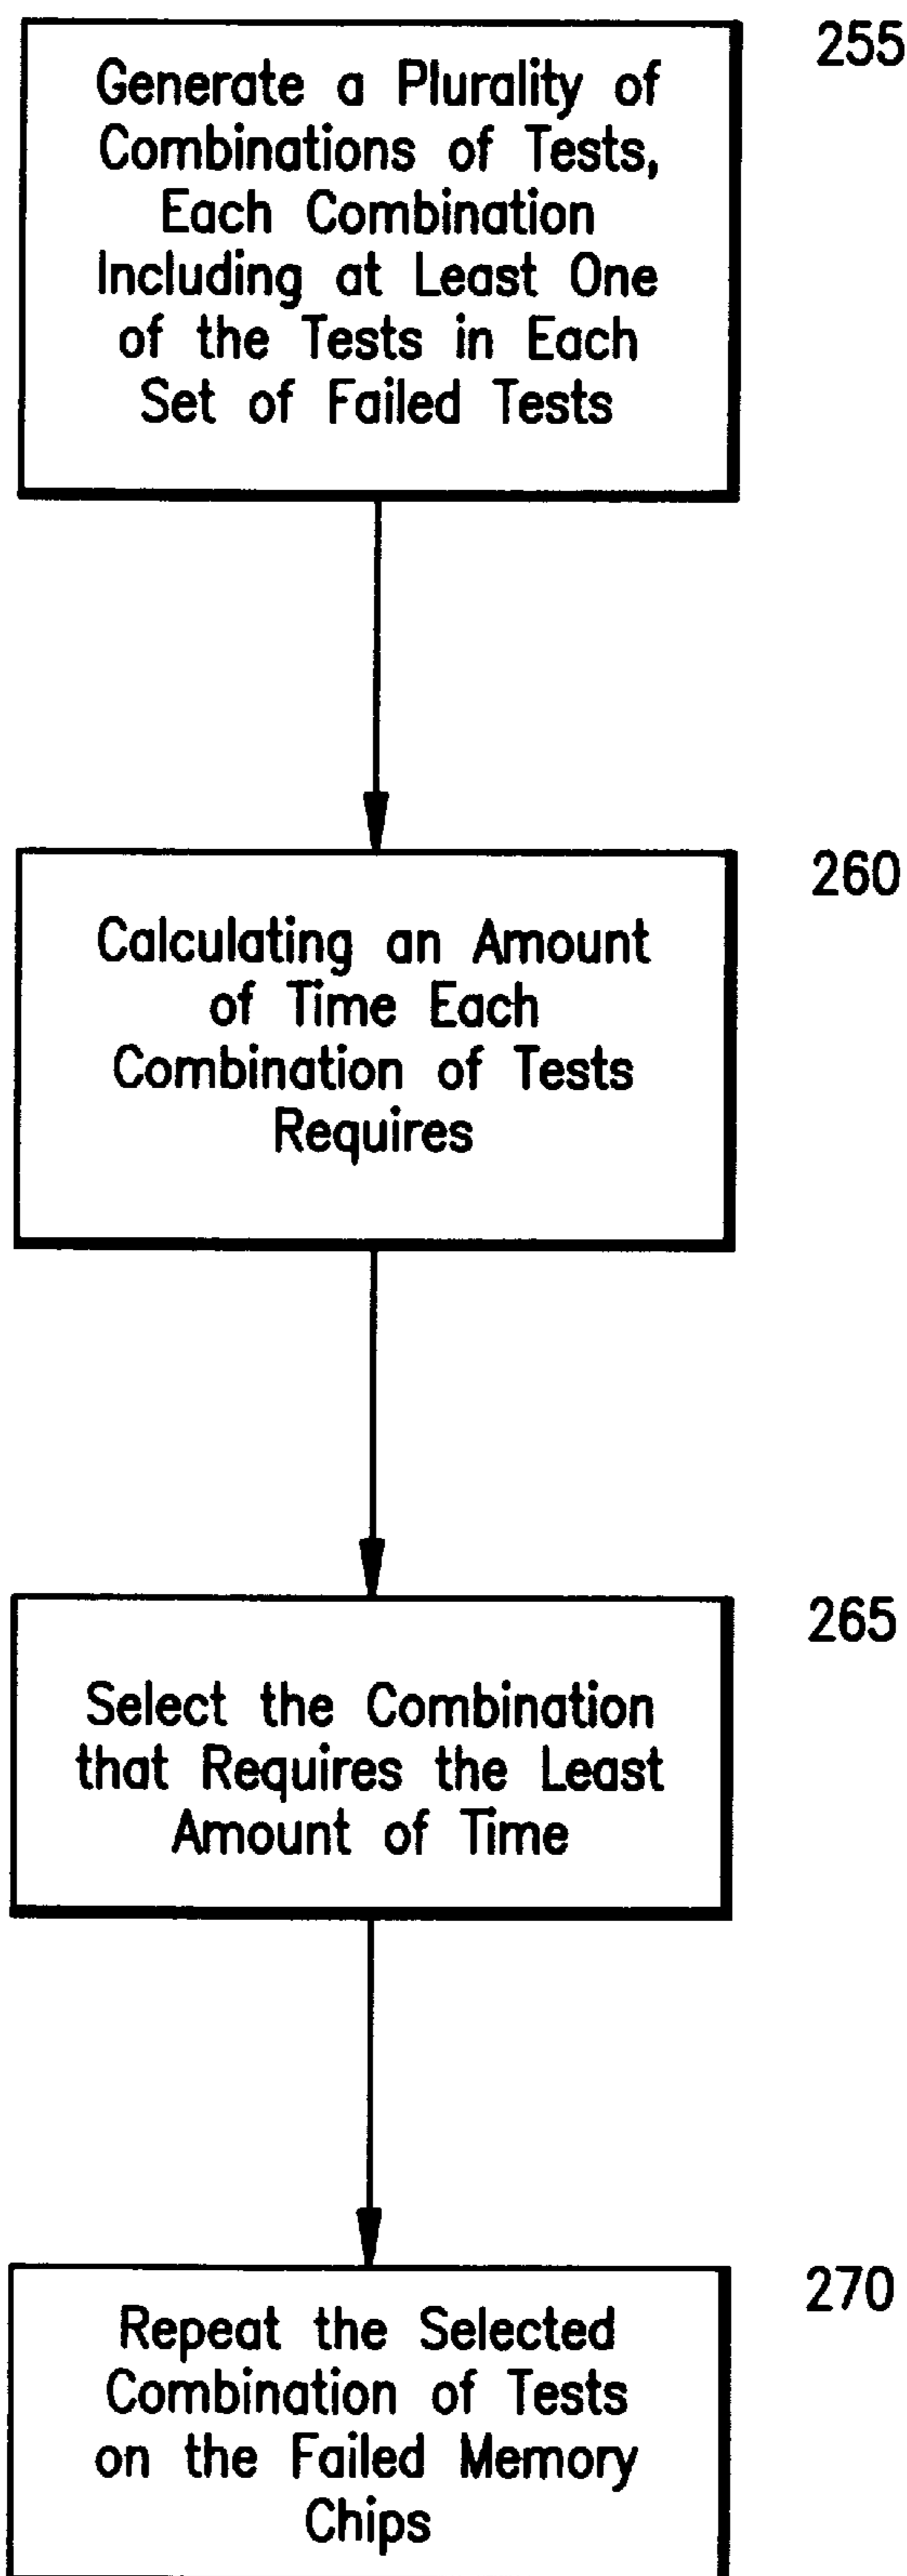 255
Generate a Plurality of
Combinations of Tests,
Each Combination
Including at Least One
of the Tests in Each
Set of Failed Tests
260
Calculating an Amount
of Time Each
Combination of Tests
Requires
265
Select the Combination
that Requires the Least
Amount of Time
270
Repeat the Selected
Combination of Tests
on the Failed Memory
Chips